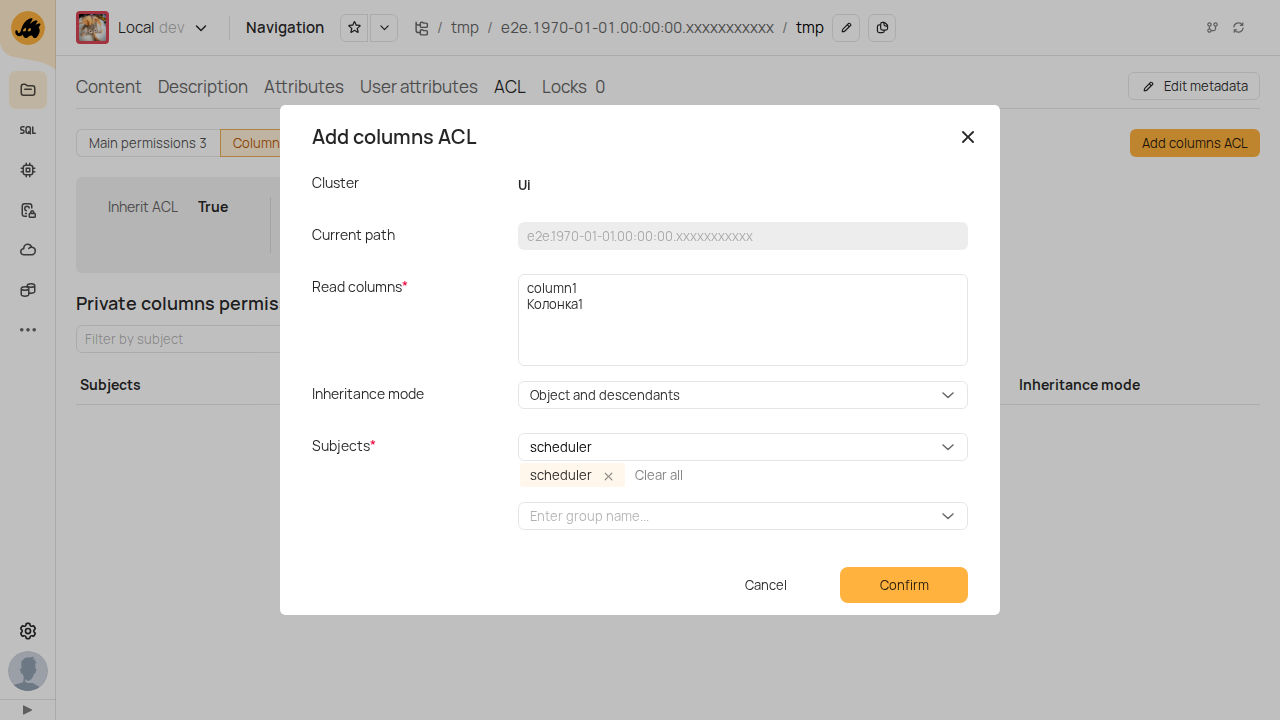 Local dev
Navigation
/ tmp / e2e.1970-01-01.00:00:00.xxxxxxxxxxx / tmp
Content Description Attributes User attributes ACL Locks 0
Edit metadata
SQL
Main permissions 3
Column
Add columns ACL
Inherit ACL True
Private columns permis
Filter by subject
Subjects
Inheritance mode
Add columns ACL
Cluster
Ui
Current path
e2e.1970-01-01.00:00:00.xxxxxxxxxxx
Read columns*
column1
Колонка1
Inheritance mode
Object and descendants
Subjects*
scheduler
scheduler
Clear all
Enter group name...
Cancel
Confirm